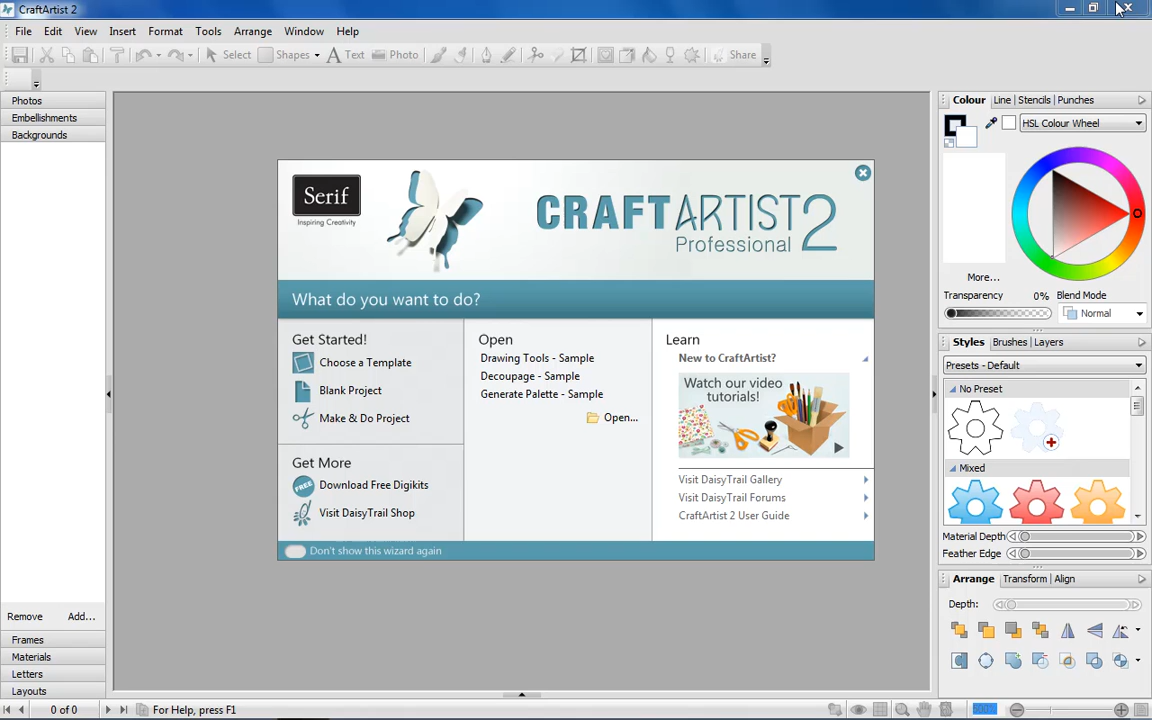 CraftArtist 2
File Edit View Insert Format Tools Arrange Window Help
Select Shapes Text Photo Share
Photos
Embellishments
Backgrounds
Remove Add...
Frames
Materials
Letters
Layouts
Serif
Inspiring Creativity
CRAFTARTIST 2
Professional
What do you want to do?
Get Started!
Choose a Template
Blank Project
Make & Do Project
Get More
FREE Download Free Digikits
Visit DaisyTrail Shop
Open
Drawing Tools - Sample
Decoupage - Sample
Generate Palette - Sample
Open...
Learn
New to CraftArtist?
Watch our video
tutorials!
Visit DaisyTrail Gallery
Visit DaisyTrail Forums
CraftArtist 2 User Guide
Don't show this wizard again
Colour Line Stencils Punches
HSL Colour Wheel
More...
Transparency 0% Blend Mode
Normal
Styles Brushes Layers
Presets - Default
No Preset
Mixed
Material Depth
Feather Edge
Arrange Transform Align
Depth:
0 of 0 For Help, press F1